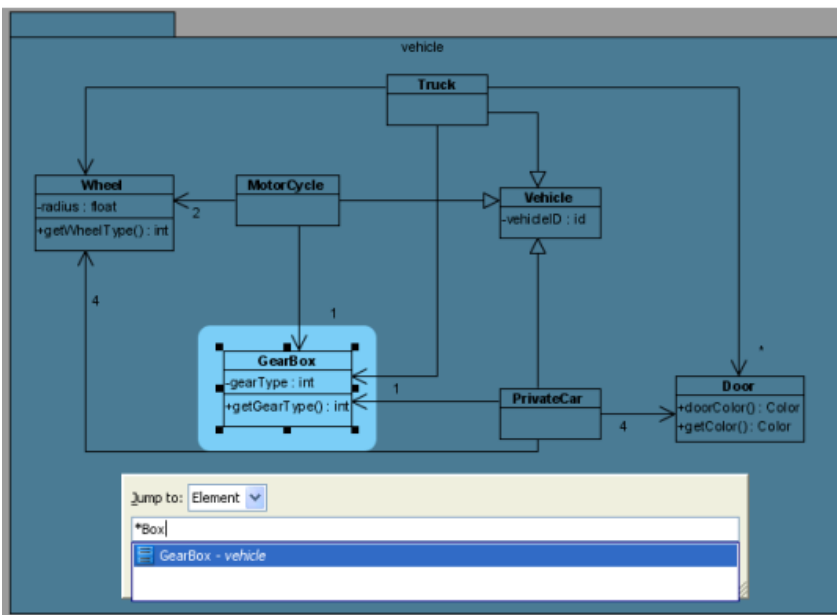 vehicle
Truck
Wheel
-radius : float
+getWheelType() : int
MotorCycle
2
Vehicle
-vehicleID : id
4
1
GearBox
-gearType : int
+getGearType() : int
1
*
PrivateCar
4
Door
+doorColor() : Color
+getColor() : Color
Jump to: Element
*Box
GearBox - vehicle